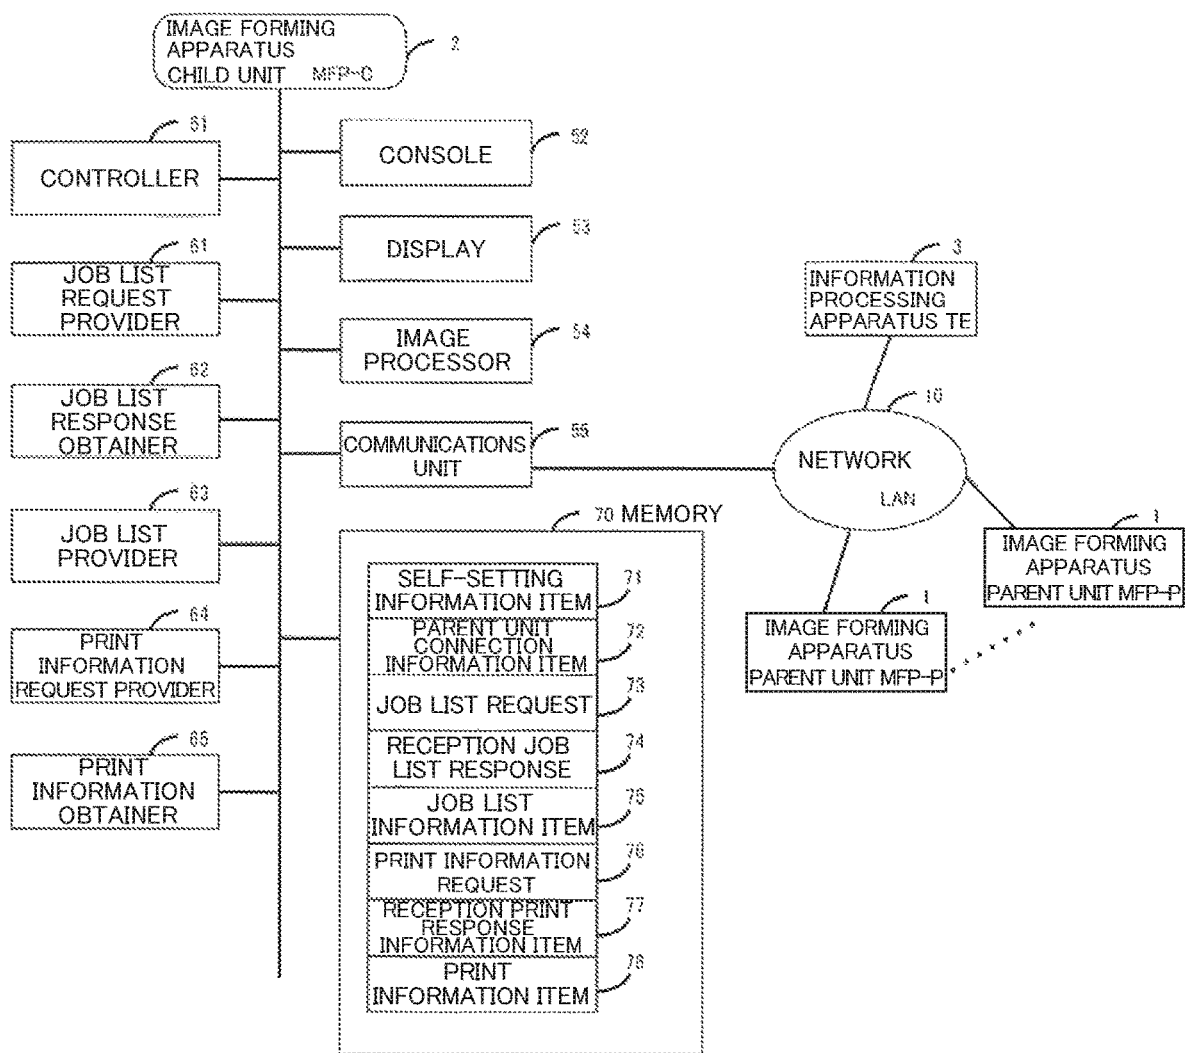 IMAGE FORMING
APPARATUS
CHILD UNIT MFP-C
2
51
CONTROLLER
52
CONSOLE
61
JOB LIST
REQUEST
PROVIDER
53
DISPLAY
54
IMAGE
PROCESSOR
62
JOB LIST
RESPONSE
OBTAINER
55
COMMUNICATIONS
UNIT
63
JOB LIST
PROVIDER
64
PRINT
INFORMATION
REQUEST PROVIDER
65
PRINT
INFORMATION
OBTAINER
70 MEMORY
SELF-SETTING
INFORMATION ITEM
71
PARENT UNIT
CONNECTION
INFORMATION ITEM
72
JOB LIST REQUEST
73
RECEPTION JOB
LIST RESPONSE
74
JOB LIST
INFORMATION ITEM
75
PRINT INFORMATION
REQUEST
76
RECEPTION PRINT
RESPONSE
INFORMATION ITEM
77
PRINT
INFORMATION ITEM
78
3
INFORMATION
PROCESSING
APPARATUS TE
10
NETWORK
LAN
1
IMAGE FORMING
APPARATUS
PARENT UNIT MFP-P
1
IMAGE FORMING
APPARATUS
PARENT UNIT MFP-P